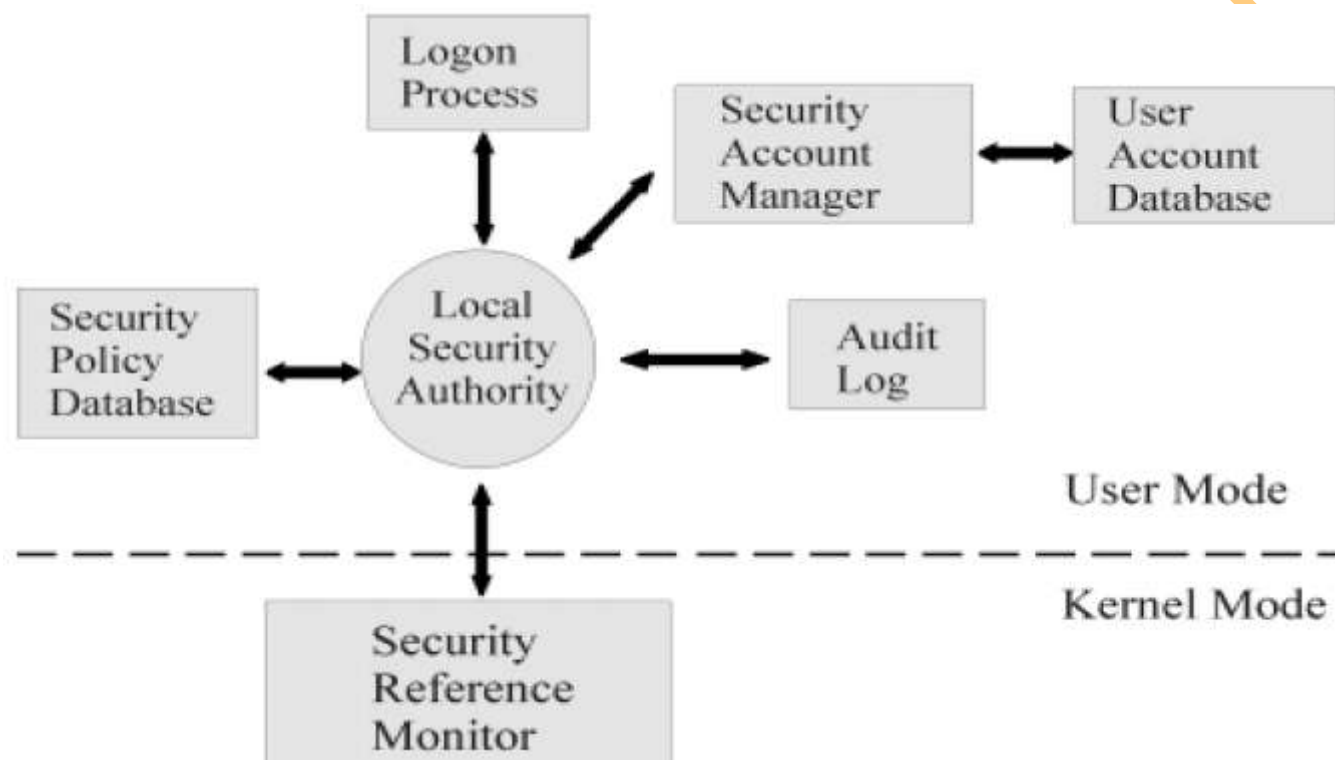 Logon
Process
Security
Account
Manager
User
Account
Database
Security
Policy
Database
Local
Security
Authority
Audit
Log
User Mode
Kernel Mode
Security
Reference
Monitor